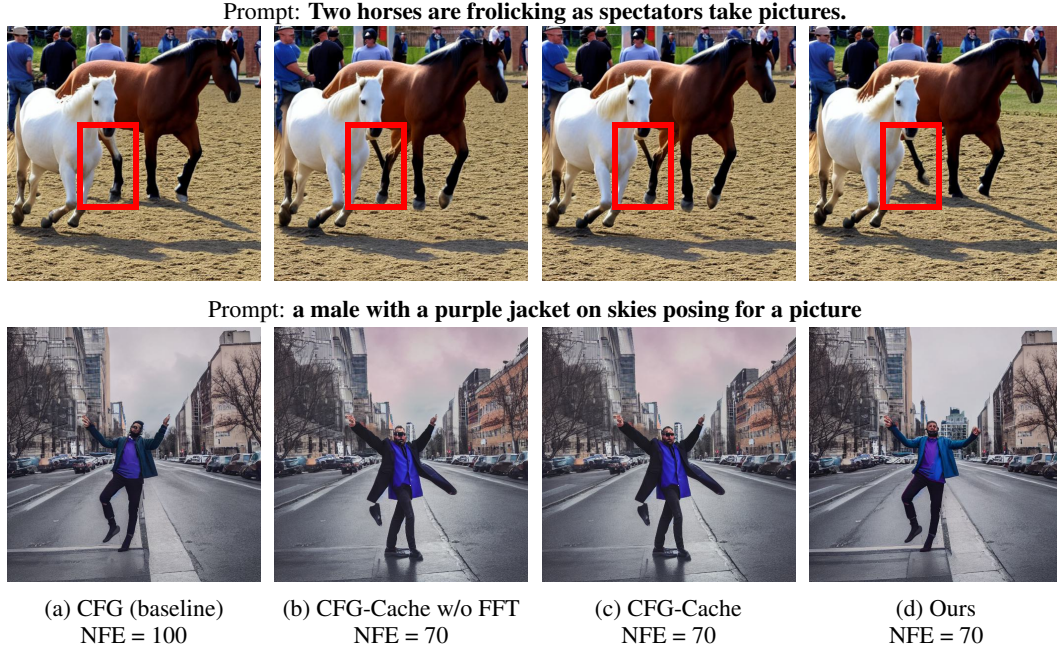 Prompt: Two horses are frolicking as spectators take pictures.
Prompt: a male with a purple jacket on skies posing for a picture
(a) CFG (baseline)
NFE = 100
(b) CFG-Cache w/o FFT
NFE = 70
(c) CFG-Cache
NFE = 70
(d) Ours
NFE = 70